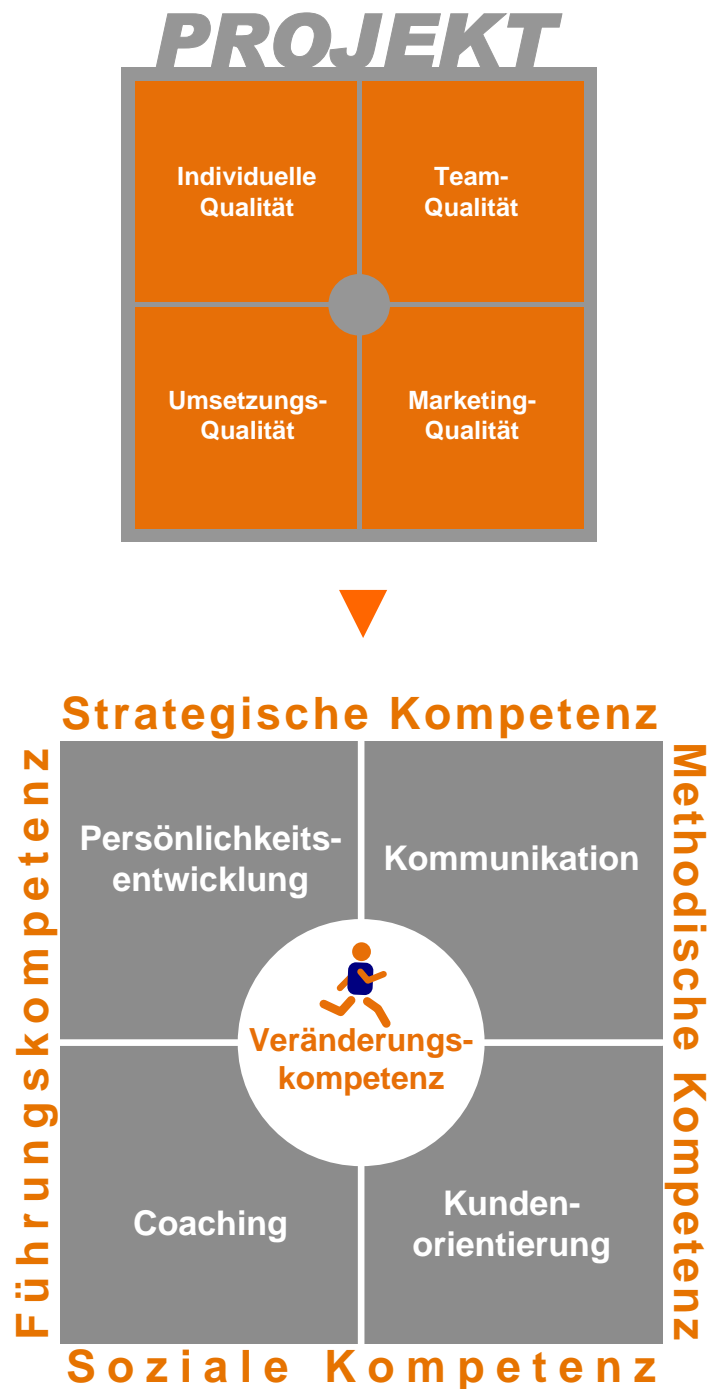 PROJEKT
Individuelle
Qualität
Team-
Qualität
Umsetzungs-
Qualität
Marketing-
Qualität
Strategische Kompetenz
Führungskompetenz
Methodische Kompetenz
Persönlichkeits-
entwicklung
Kommunikation
Veränderungs-
kompetenz
Coaching
Kunden-
orientierung
Soziale Kompetenz